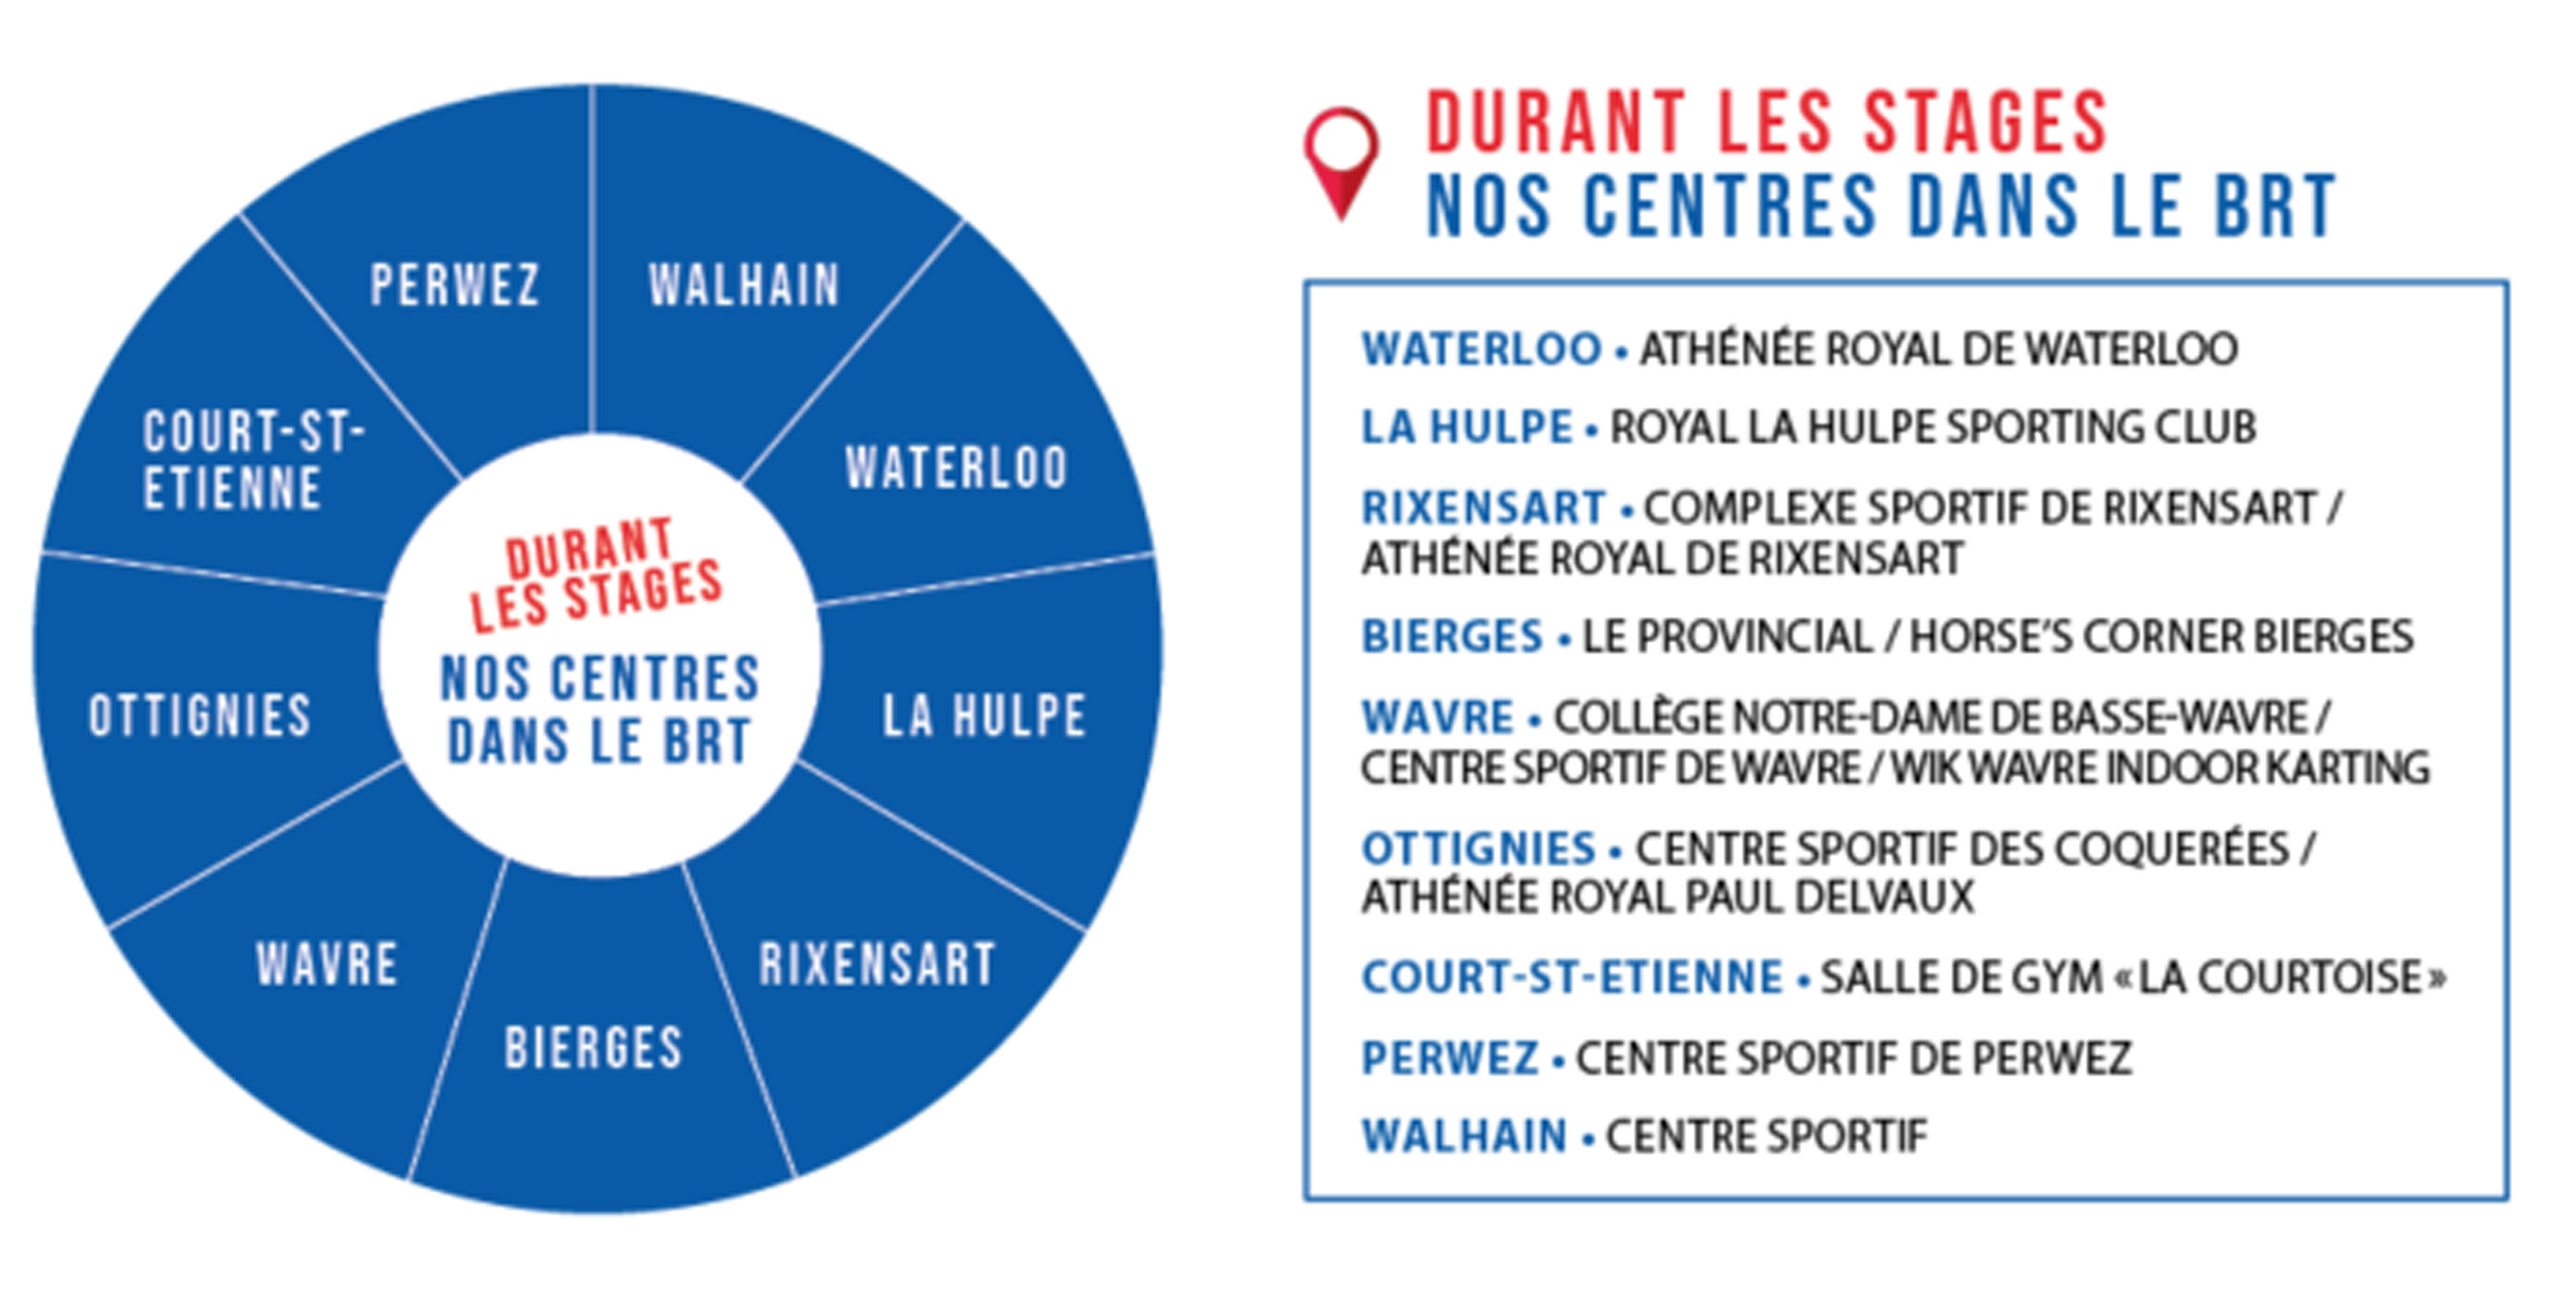 PERWEZ
WALHAIN
WATERLOO
LA HULPE
RIXENSART
BIERGES
WAVRE
OTTIGNIES
COURT-ST-
ETIENNE
DURANT
LES STAGES
NOS CENTRES
DANS LE BRT
DURANT LES STAGES
NOS CENTRES DANS LE BRT
WATERLOO • ATHÉNÉE ROYAL DE WATERLOO
LA HULPE • ROYAL LA HULPE SPORTING CLUB
RIXENSART • COMPLEXE SPORTIF DE RIXENSART /
ATHÉNÉE ROYAL DE RIXENSART
BIERGES • LE PROVINCIAL / HORSE'S CORNER BIERGES
WAVRE • COLLÈGE NOTRE-DAME DE BASSE-WAVRE /
CENTRE SPORTIF DE WAVRE / WIK WAVRE INDOOR KARTING
OTTIGNIES • CENTRE SPORTIF DES COQUERÉES /
ATHÉNÉE ROYAL PAUL DELVAUX
COURT-ST-ETIENNE • SALLE DE GYM « LA COURTOISE »
PERWEZ • CENTRE SPORTIF DE PERWEZ
WALHAIN • CENTRE SPORTIF